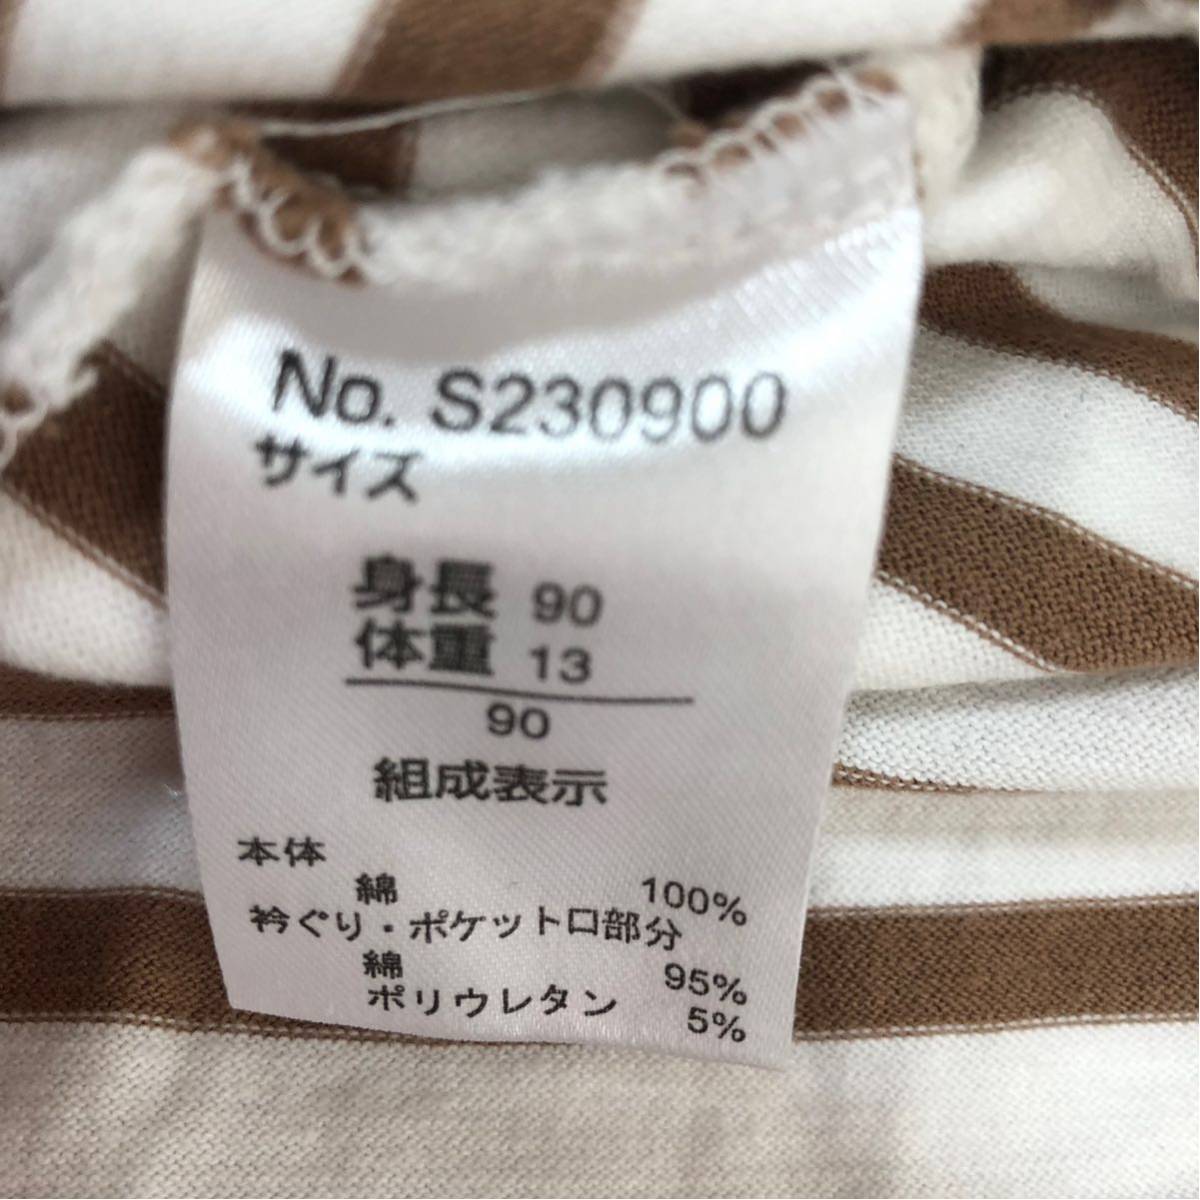 No. S230900
サイズ
身長 90
体重 13
90
組成表示
本体
綿 100%
衿ぐり・ポケット口部分
綿 95%
ポリウレタン 5%